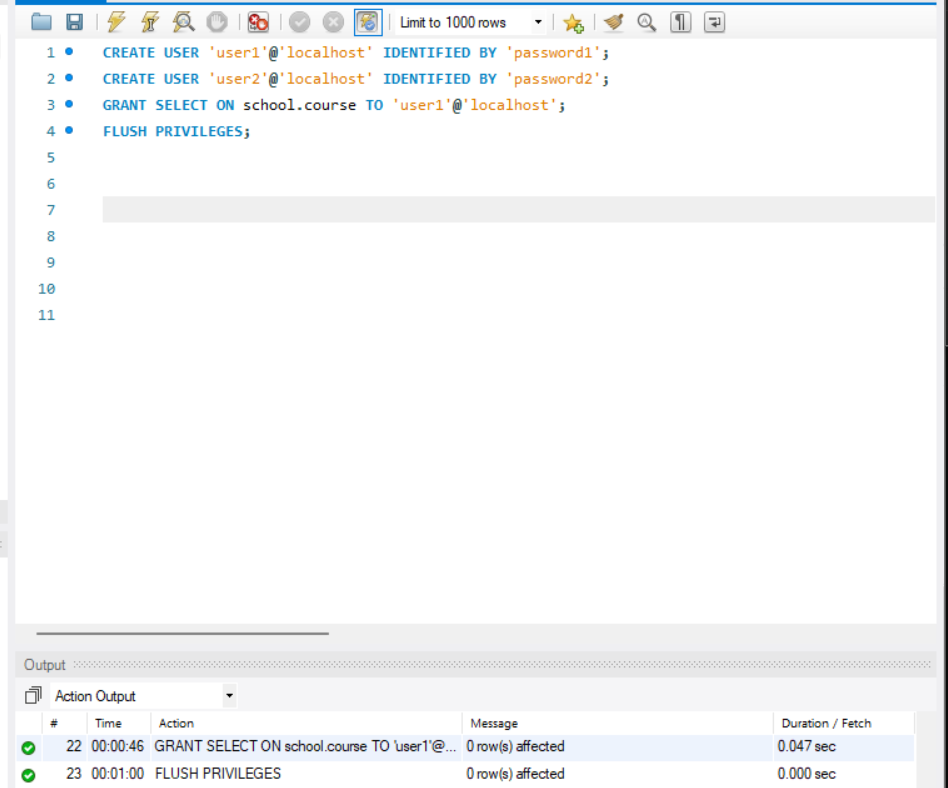 Limit to 1000 rows
1 CREATE USER 'user1'@'localhost' IDENTIFIED BY 'password1';
2 CREATE USER 'user2'@'localhost' IDENTIFIED BY 'password2';
3 GRANT SELECT ON school.course TO 'user1'@'localhost';
4 FLUSH PRIVILEGES;
5
6
7
8
9
10
11
Output
Action Output
# Time Action Message Duration / Fetch
22 00:00:46 GRANT SELECT ON school.course TO 'user1'@... 0 row(s) affected 0.047 sec
23 00:01:00 FLUSH PRIVILEGES 0 row(s) affected 0.000 sec